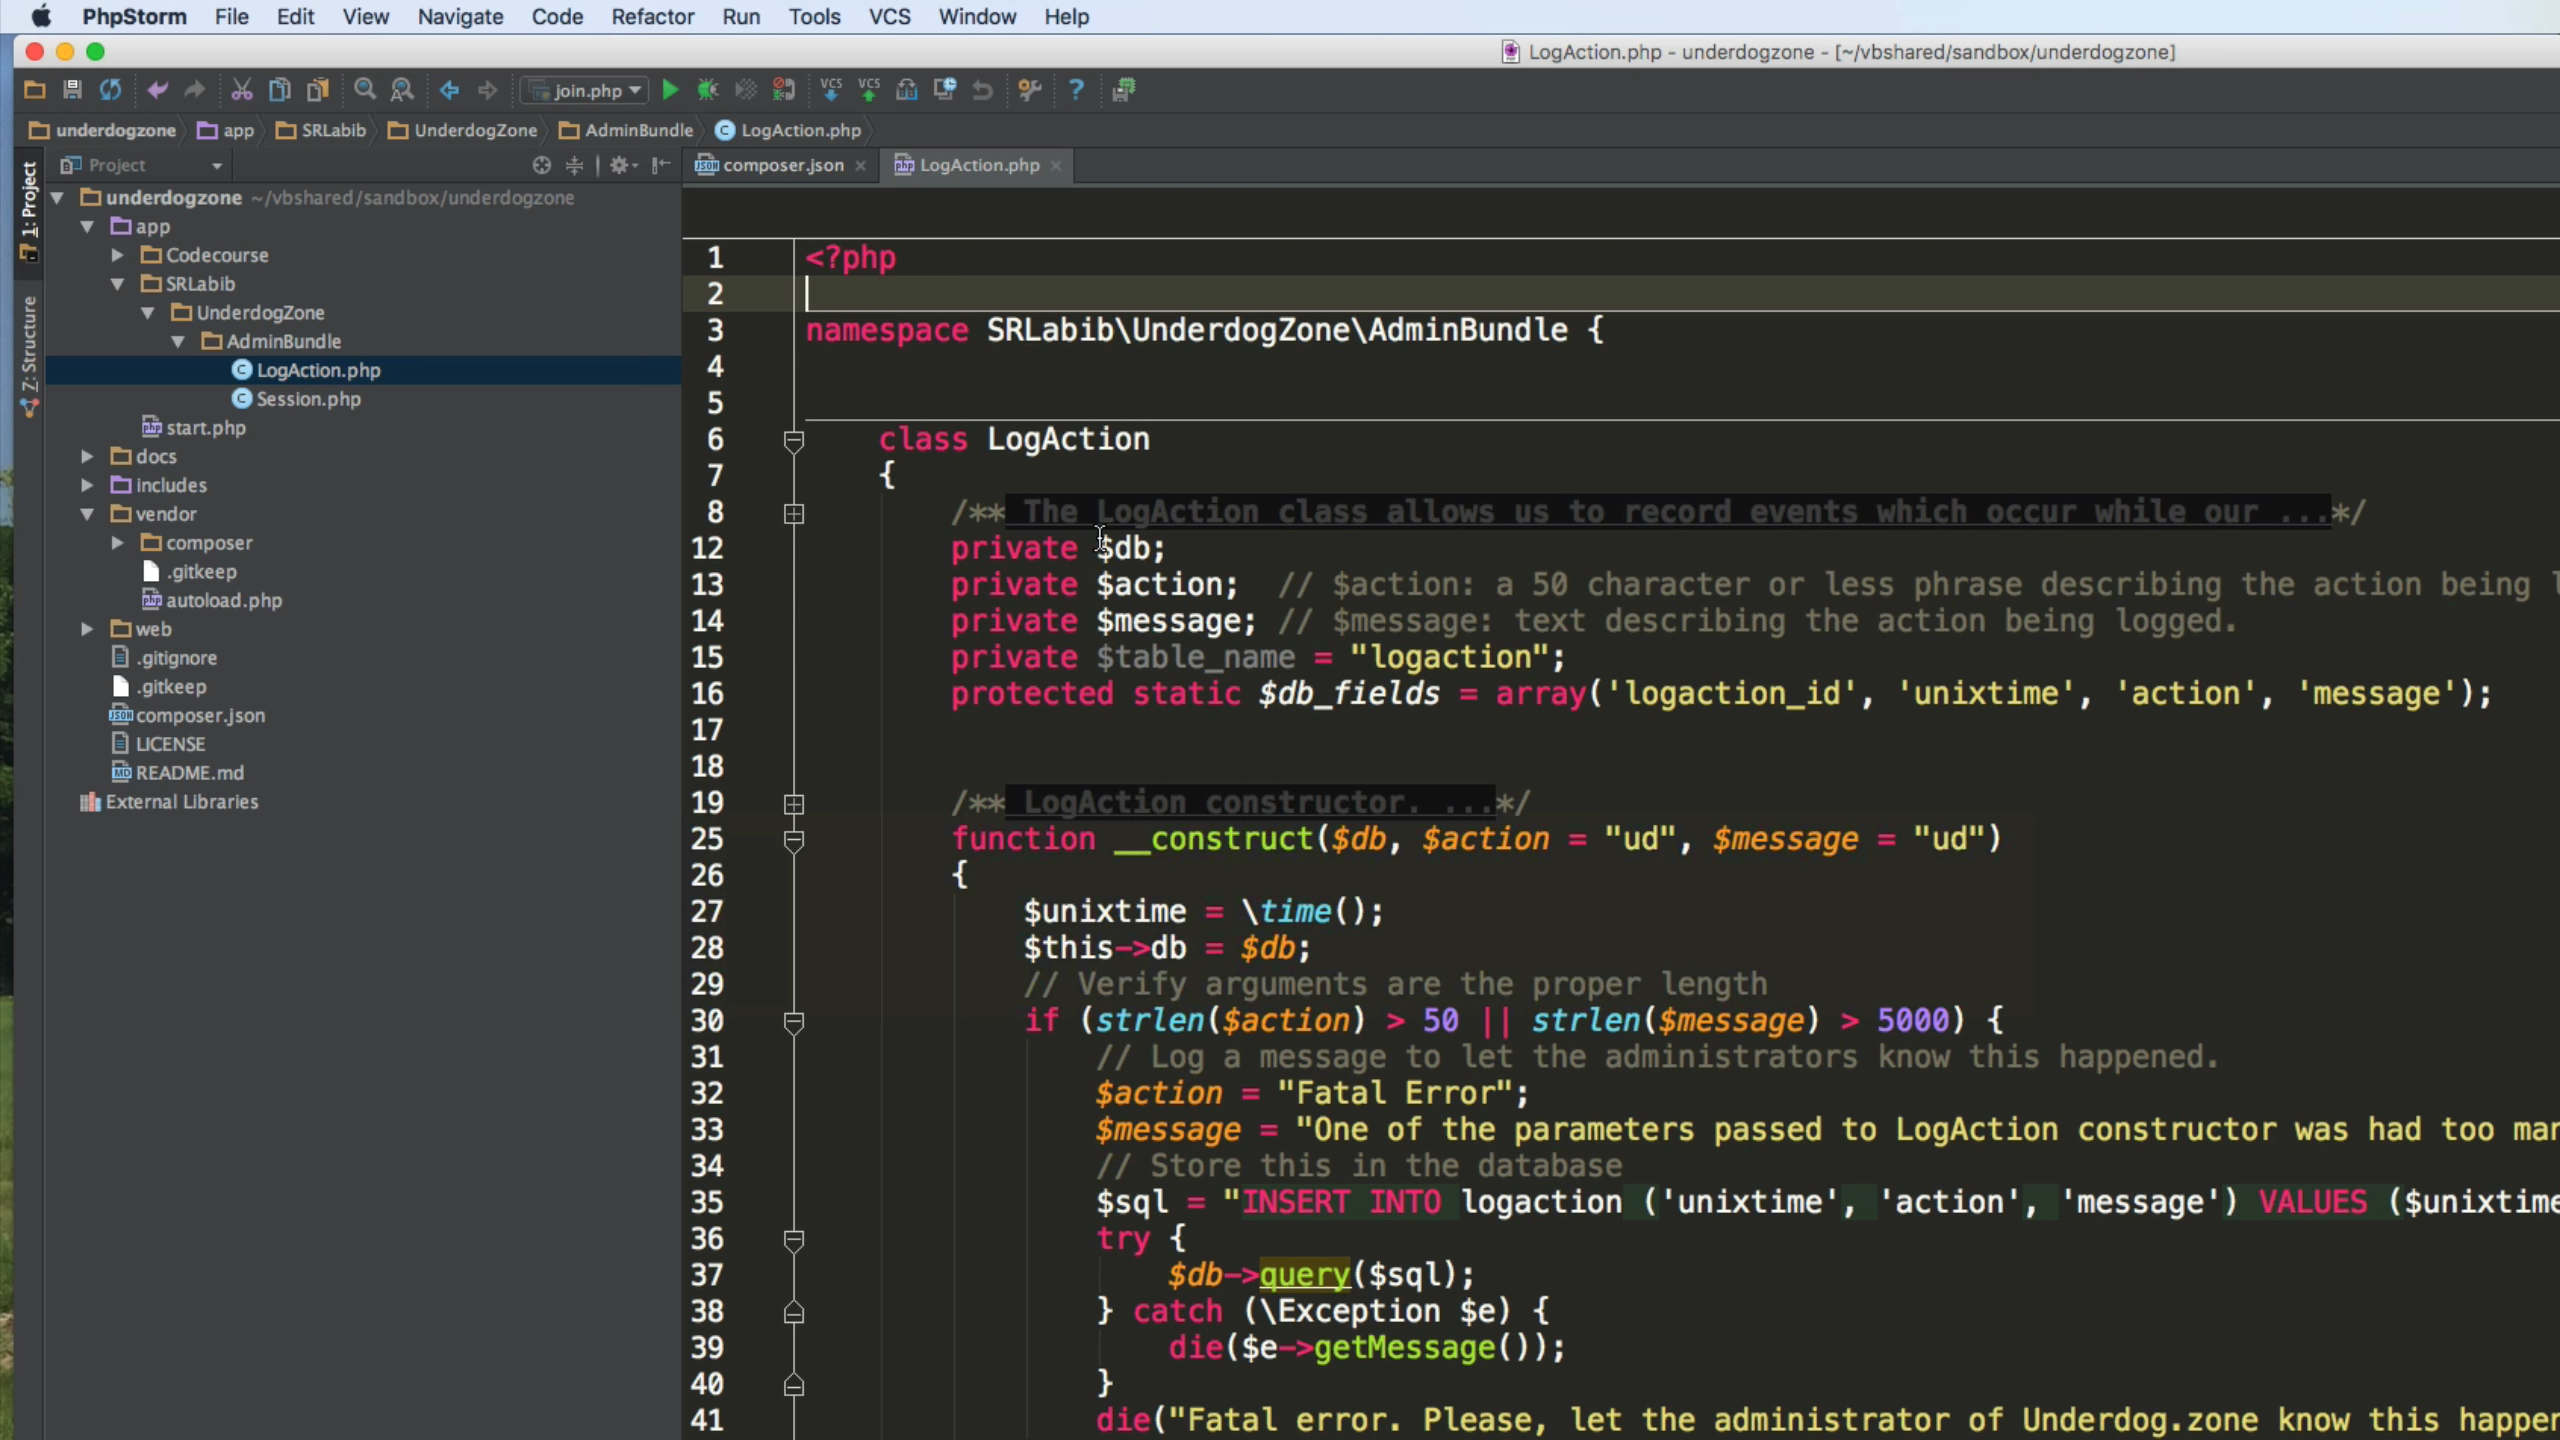 PhpStorm File Edit View Navigate Code Refactor Run Tools VCS Window Help
LogAction.php - underdogzone - [~/vbshared/sandbox/underdogzone]
join.php VCS VCS ?
underdogzone app SRLabib UnderdogZone AdminBundle LogAction.php
1: Project
Z: Structure
Project
underdogzone ~/vbshared/sandbox/underdogzone
app
Codecourse
SRLabib
UnderdogZone
AdminBundle
LogAction.php
Session.php
start.php
docs
includes
vendor
composer
.gitkeep
autoload.php
web
.gitignore
.gitkeep
composer.json
LICENSE
README.md
External Libraries
composer.json LogAction.php
1 <?php
2
3 namespace SRLabib\UnderdogZone\AdminBundle {
4
5
6 class LogAction
7 {
8 /** The LogAction class allows us to record events which occur while our ...*/
12 private $db;
13 private $action; // $action: a 50 character or less phrase describing the action being
14 private $message; // $message: text describing the action being logged.
15 private $table_name = "logaction";
16 protected static $db_fields = array('logaction_id', 'unixtime', 'action', 'message');
17
18
19 /** LogAction constructor. ...*/
25 function __construct($db, $action = "ud", $message = "ud")
26 {
27 $unixtime = \time();
28 $this->db = $db;
29 // Verify arguments are the proper length
30 if (strlen($action) > 50 || strlen($message) > 5000) {
31 // Log a message to let the administrators know this happened.
32 $action = "Fatal Error";
33 $message = "One of the parameters passed to LogAction constructor was had too
34 // Store this in the database
35 $sql = "INSERT INTO logaction ('unixtime', 'action', 'message') VALUES ($unixtime
36 try {
37 $db->query($sql);
38 } catch (\Exception $e) {
39 die($e->getMessage());
40 }
41 die("Fatal error. Please, let the administrator of Underdog.zone know this